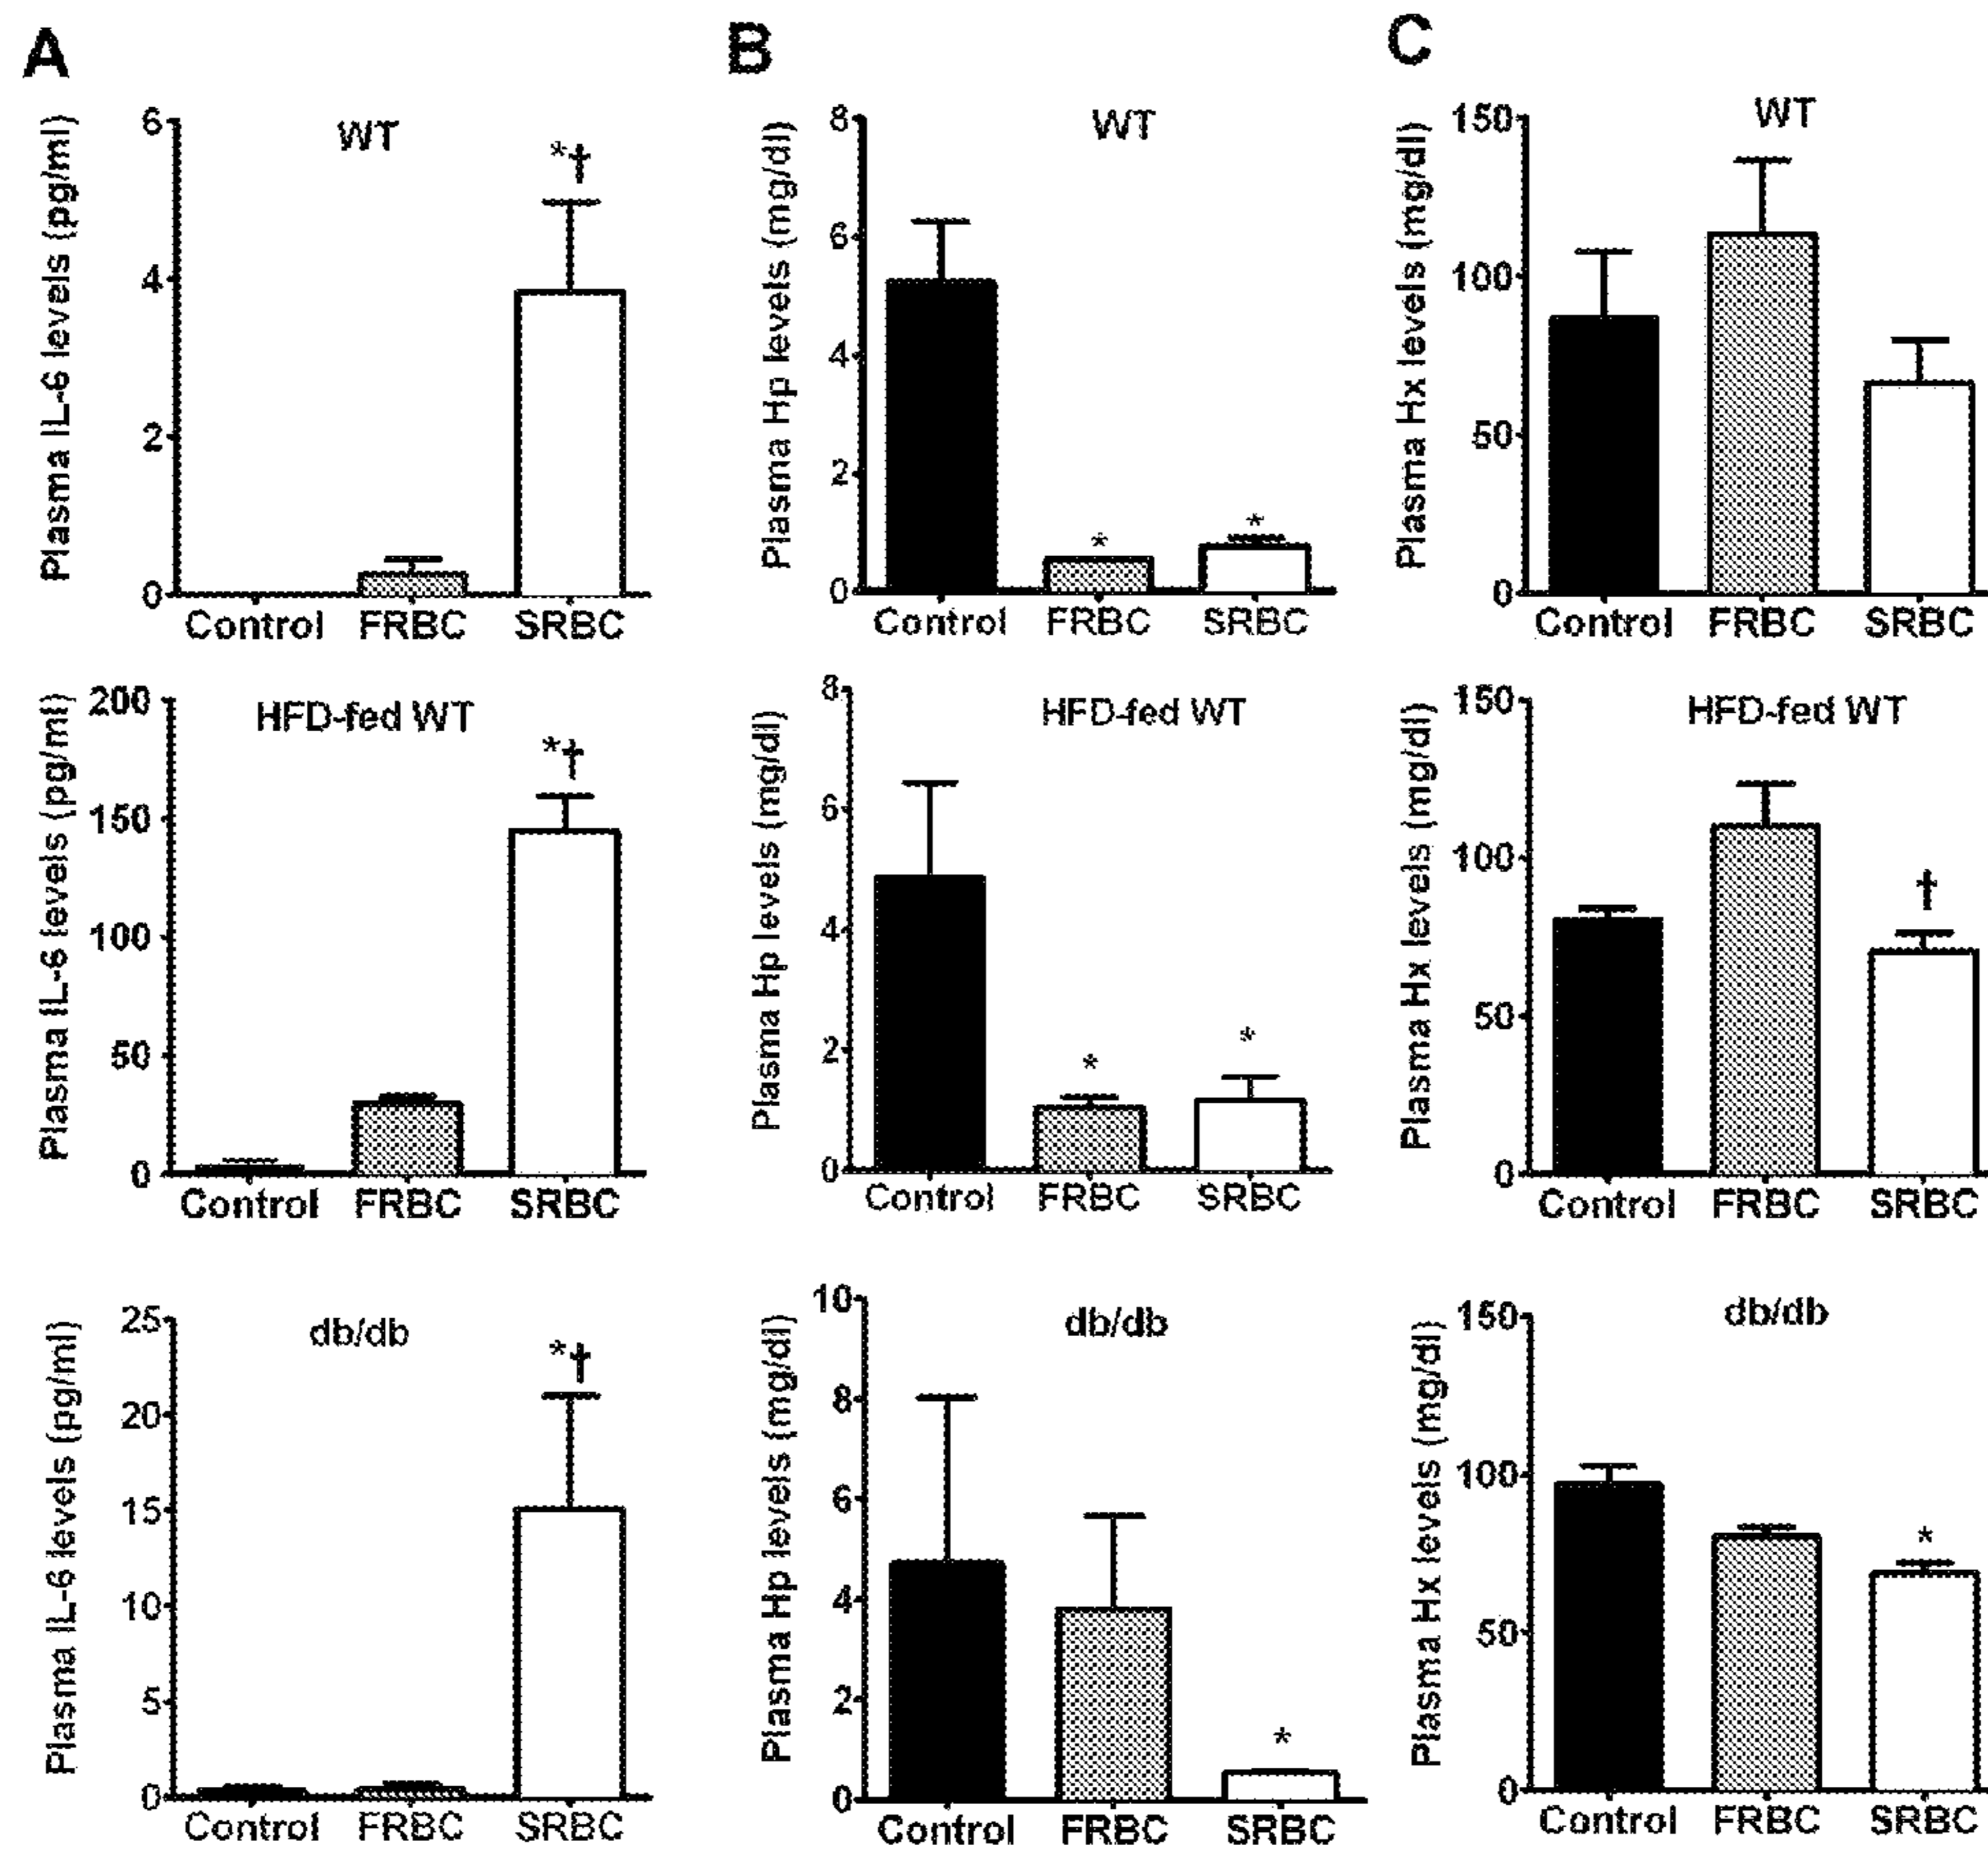 A
B
C
Plasma IL-6 levels (pg/ml)
WT
6
4
2
0
*†
Control FRBC SRBC
Plasma Hp levels (mg/dl)
WT
8
6
4
2
0
*
*
Control FRBC SRBC
Plasma Hx levels (mg/dl)
WT
150
100
50
0
Control FRBC SRBC
Plasma IL-6 levels (pg/ml)
HFD-fed WT
200
150
100
50
0
*†
Control FRBC SRBC
Plasma Hp levels (mg/dl)
HFD-fed WT
8
6
4
2
0
*
*
Control FRBC SRBC
Plasma Hx levels (mg/dl)
HFD-fed WT
150
100
50
0
†
Control FRBC SRBC
Plasma IL-6 levels (pg/ml)
db/db
25
20
15
10
5
0
*†
Control FRBC SRBC
Plasma Hp levels (mg/dl)
db/db
10
8
6
4
2
0
*
Control FRBC SRBC
Plasma Hx levels (mg/dl)
db/db
150
100
50
0
*
Control FRBC SRBC